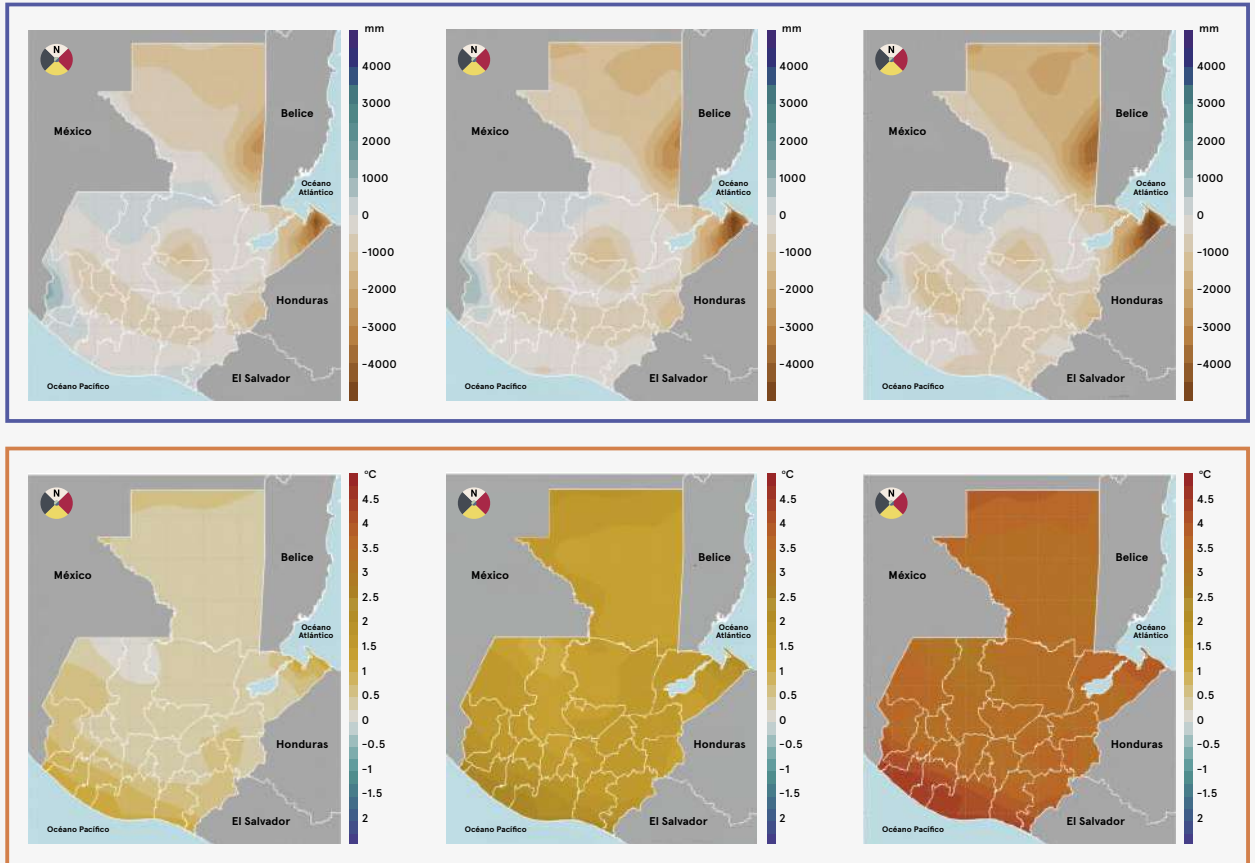 mm
N
4000
3000
México
Belice
2000
1000
Océano
Atlántico
0
-1000
-2000
Honduras
-3000
-4000
El Salvador
Océano Pacífico
mm
N
4000
3000
México
Belice
2000
1000
Océano
Atlántico
0
-1000
-2000
Honduras
-3000
-4000
El Salvador
Océano Pacífico
mm
N
4000
3000
México
Belice
2000
1000
Océano
Atlántico
0
-1000
-2000
Honduras
-3000
-4000
El Salvador
Océano Pacífico
°C
N
4.5
4
3.5
Belice
México
3
2.5
2
Océano
Atlántico
1.5
1
0.5
0
Honduras
-0.5
-1
-1.5
El Salvador
2
Océano Pacífico
°C
N
4.5
4
3.5
Belice
México
3
2.5
2
Océano
Atlántico
1.5
1
0.5
0
Honduras
-0.5
-1
-1.5
El Salvador
2
Océano Pacífico
°C
N
4.5
4
3.5
Belice
México
3
2.5
2
Océano
Atlántico
1.5
1
0.5
0
Honduras
-0.5
-1
-1.5
El Salvador
2
Océano Pacífico